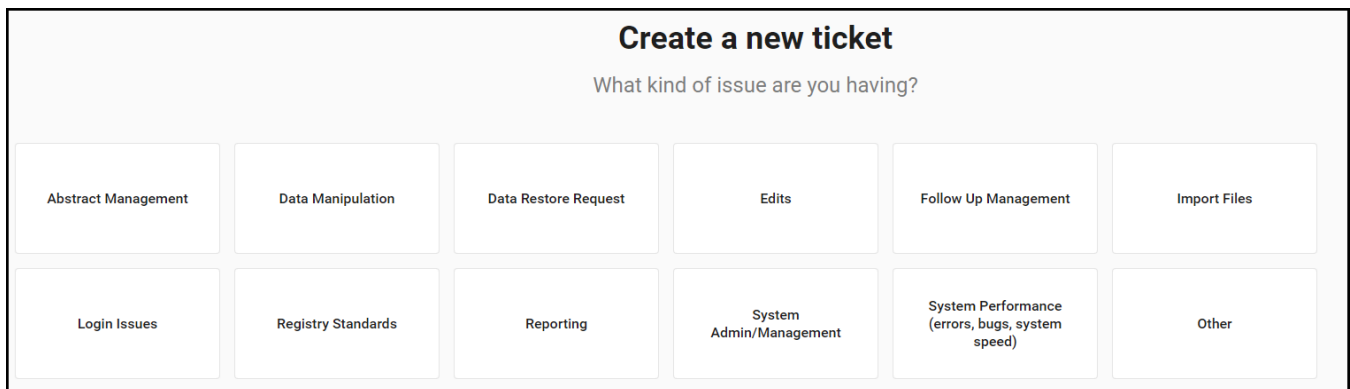 Create a new ticket
What kind of issue are you having?
Abstract Management
Data Manipulation
Data Restore Request
Edits
Follow Up Management
Import Files
Login Issues
Registry Standards
Reporting
System
Admin/Management
System Performance
(errors, bugs, system
speed)
Other